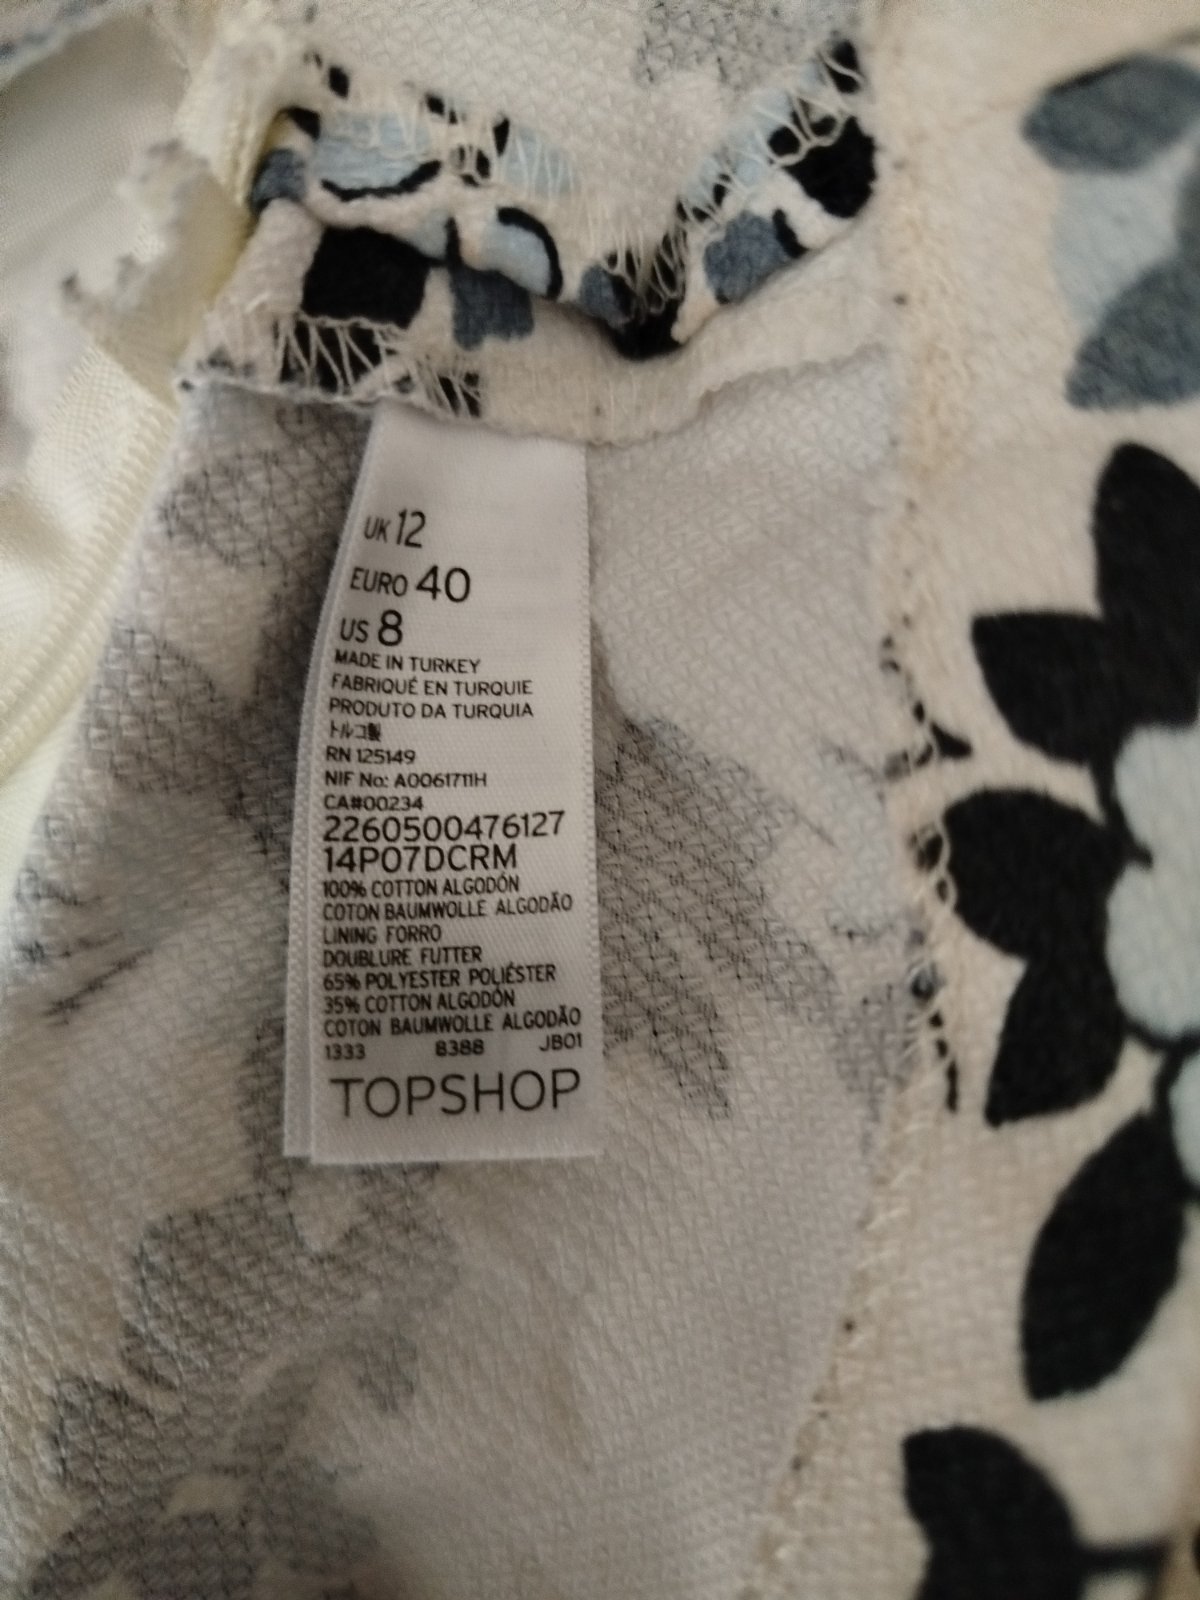 UK 12
EURO 40
US 8
MADE IN TURKEY
FABRIQUÉ EN TURQUIE
PRODUTO DA TURQUIA
トルコ製
RN 125149
NIF No: A0061711H
CA#00234
2260500476127
14P07DCRM
100% COTTON ALGODÓN
COTON BAUMWOLLE ALGODÃO
LINING FORRO
DOUBLURE FUTTER
65% POLYESTER POLIÉSTER
35% COTTON ALGODÓN
COTON BAUMWOLLE ALGODÃO
1333 8388 JB01
TOPSHOP